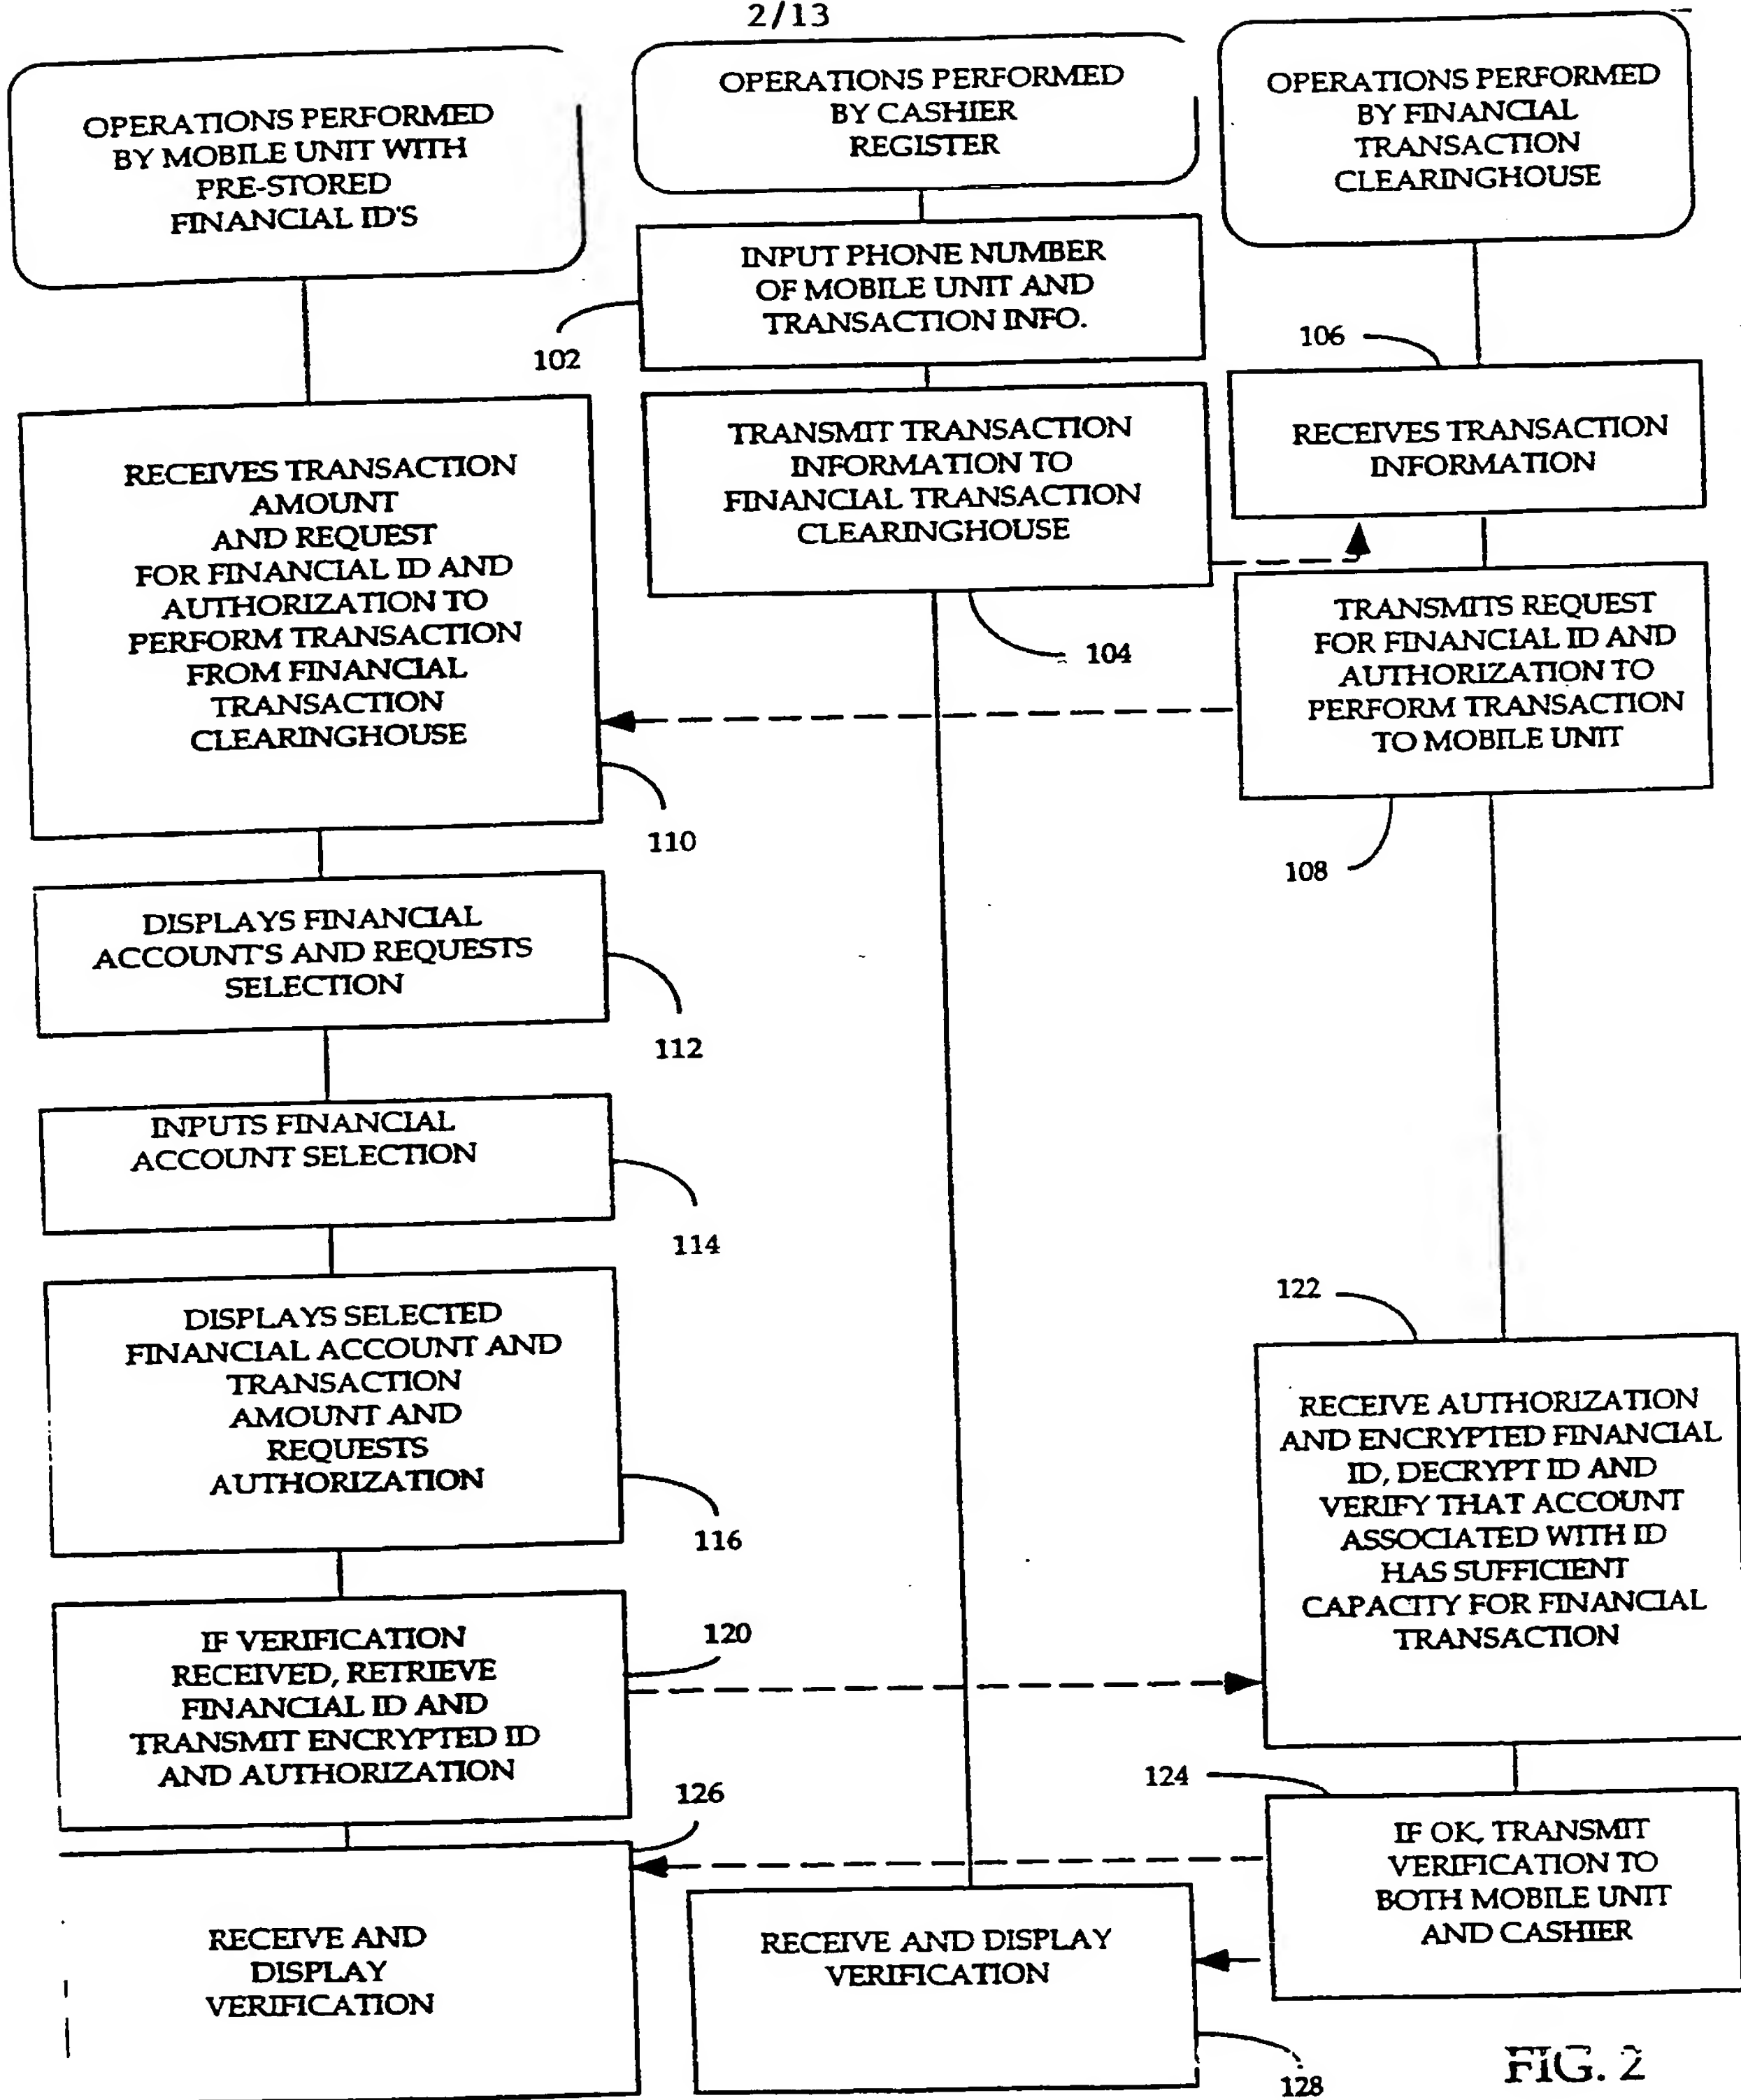 2/13
OPERATIONS PERFORMED
BY MOBILE UNIT WITH
PRE-STORED
FINANCIAL ID'S
OPERATIONS PERFORMED
BY CASHIER
REGISTER
OPERATIONS PERFORMED
BY FINANCIAL
TRANSACTION
CLEARINGHOUSE
INPUT PHONE NUMBER
OF MOBILE UNIT AND
TRANSACTION INFO.
102
TRANSMIT TRANSACTION
INFORMATION TO
FINANCIAL TRANSACTION
CLEARINGHOUSE
104
106
RECEIVES TRANSACTION
INFORMATION
TRANSMITS REQUEST
FOR FINANCIAL ID AND
AUTHORIZATION TO
PERFORM TRANSACTION
TO MOBILE UNIT
108
RECEIVES TRANSACTION
AMOUNT
AND REQUEST
FOR FINANCIAL ID AND
AUTHORIZATION TO
PERFORM TRANSACTION
FROM FINANCIAL
TRANSACTION
CLEARINGHOUSE
110
DISPLAYS FINANCIAL
ACCOUNT'S AND REQUESTS
SELECTION
112
INPUTS FINANCIAL
ACCOUNT SELECTION
114
DISPLAYS SELECTED
FINANCIAL ACCOUNT AND
TRANSACTION
AMOUNT AND
REQUESTS
AUTHORIZATION
116
IF VERIFICATION
RECEIVED, RETRIEVE
FINANCIAL ID AND
TRANSMIT ENCRYPTED ID
AND AUTHORIZATION
120
122
RECEIVE AUTHORIZATION
AND ENCRYPTED FINANCIAL
ID, DECRYPT ID AND
VERIFY THAT ACCOUNT
ASSOCIATED WITH ID
HAS SUFFICIENT
CAPACITY FOR FINANCIAL
TRANSACTION
124
IF OK, TRANSMIT
VERIFICATION TO
BOTH MOBILE UNIT
AND CASHIER
126
RECEIVE AND
DISPLAY
VERIFICATION
RECEIVE AND DISPLAY
VERIFICATION
128
FIG. 2